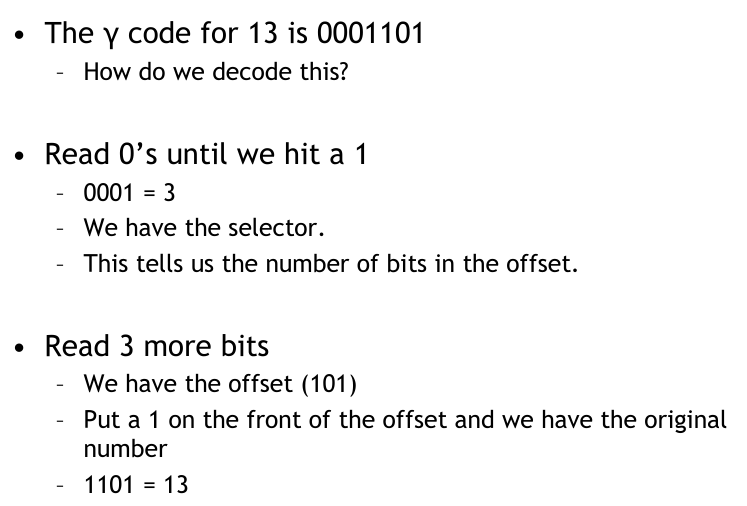 • The γ code for 13 is 0001101
– How do we decode this?
• Read 0’s until we hit a 1
– 0001 = 3
– We have the selector.
– This tells us the number of bits in the offset.
• Read 3 more bits
– We have the offset (101)
– Put a 1 on the front of the offset and we have the original
number
– 1101 = 13